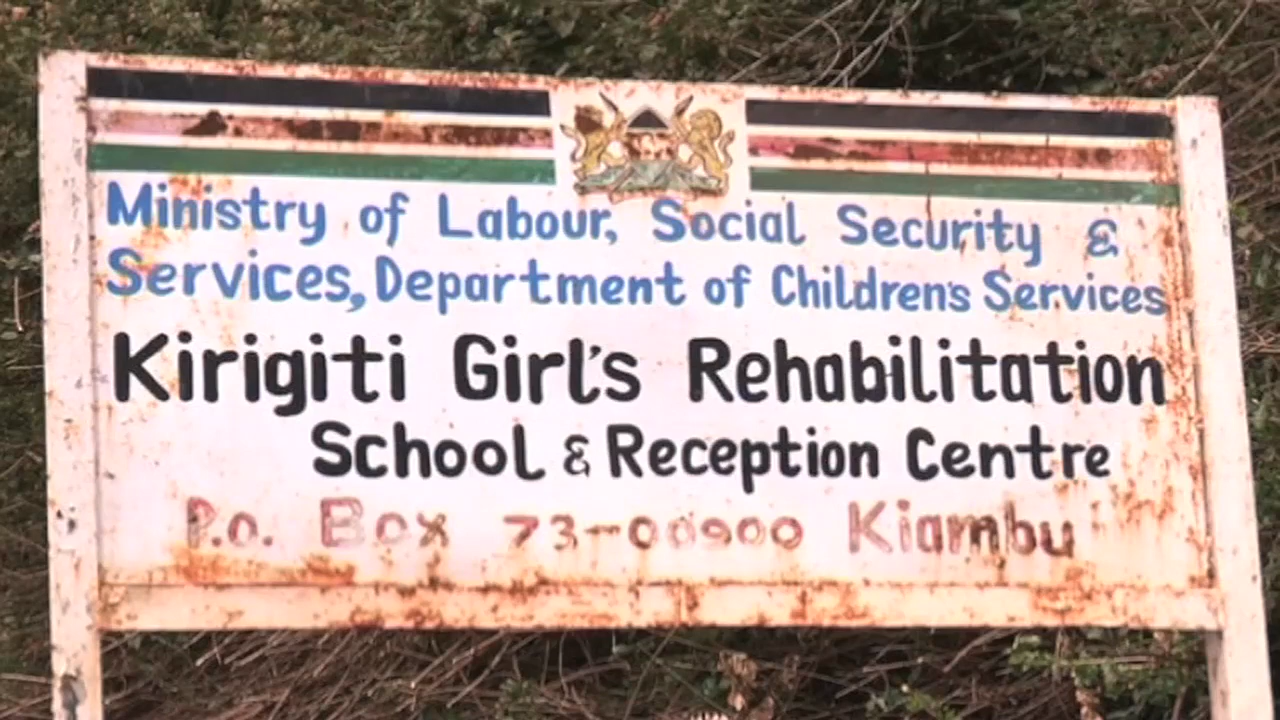 Ministry of Labour, Social Security &
Services, Department of Children's Services
Kirigiti Girl's Rehabilitation
School & Reception Centre
P.o. Box 73-00900 Kiambu